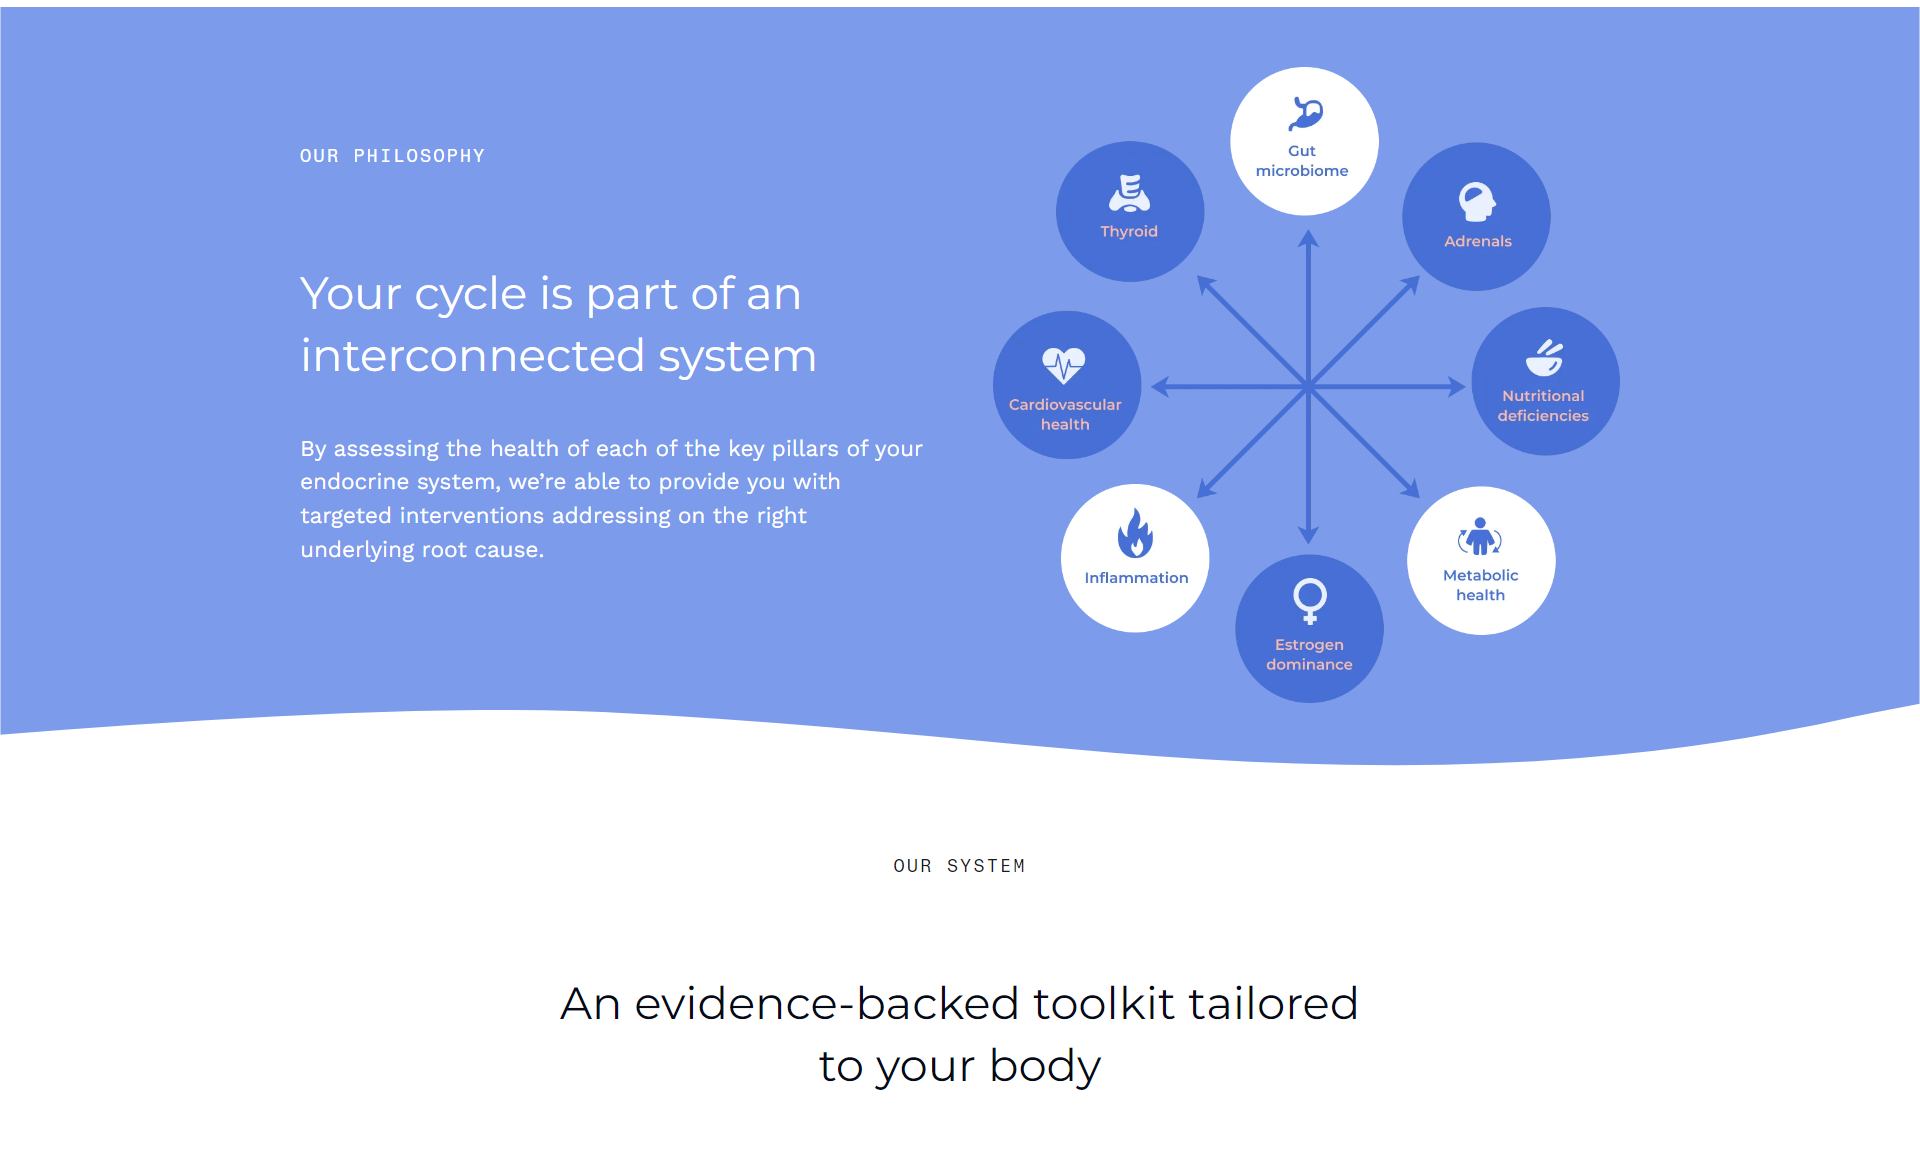 OUR PHILOSOPHY
Your cycle is part of an
interconnected system
By assessing the health of each of the key pillars of your
endocrine system, we’re able to provide you with
targeted interventions addressing on the right
underlying root cause.
Gut
microbiome
Thyroid
Adrenals
Cardiovascular
health
Nutritional
deficiencies
Inflammation
Metabolic
health
Estrogen
dominance
OUR SYSTEM
An evidence-backed toolkit tailored
to your body